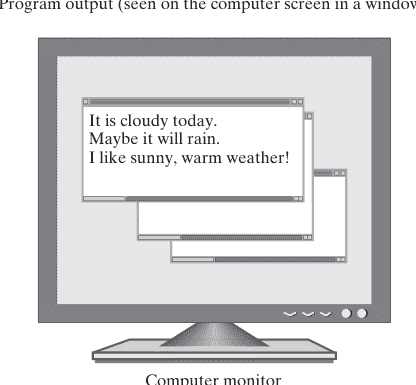 Program output (seen on the computer screen in a window
It is cloudy today.
Maybe it will rain.
I like sunny, warm weather!
Computer monitor